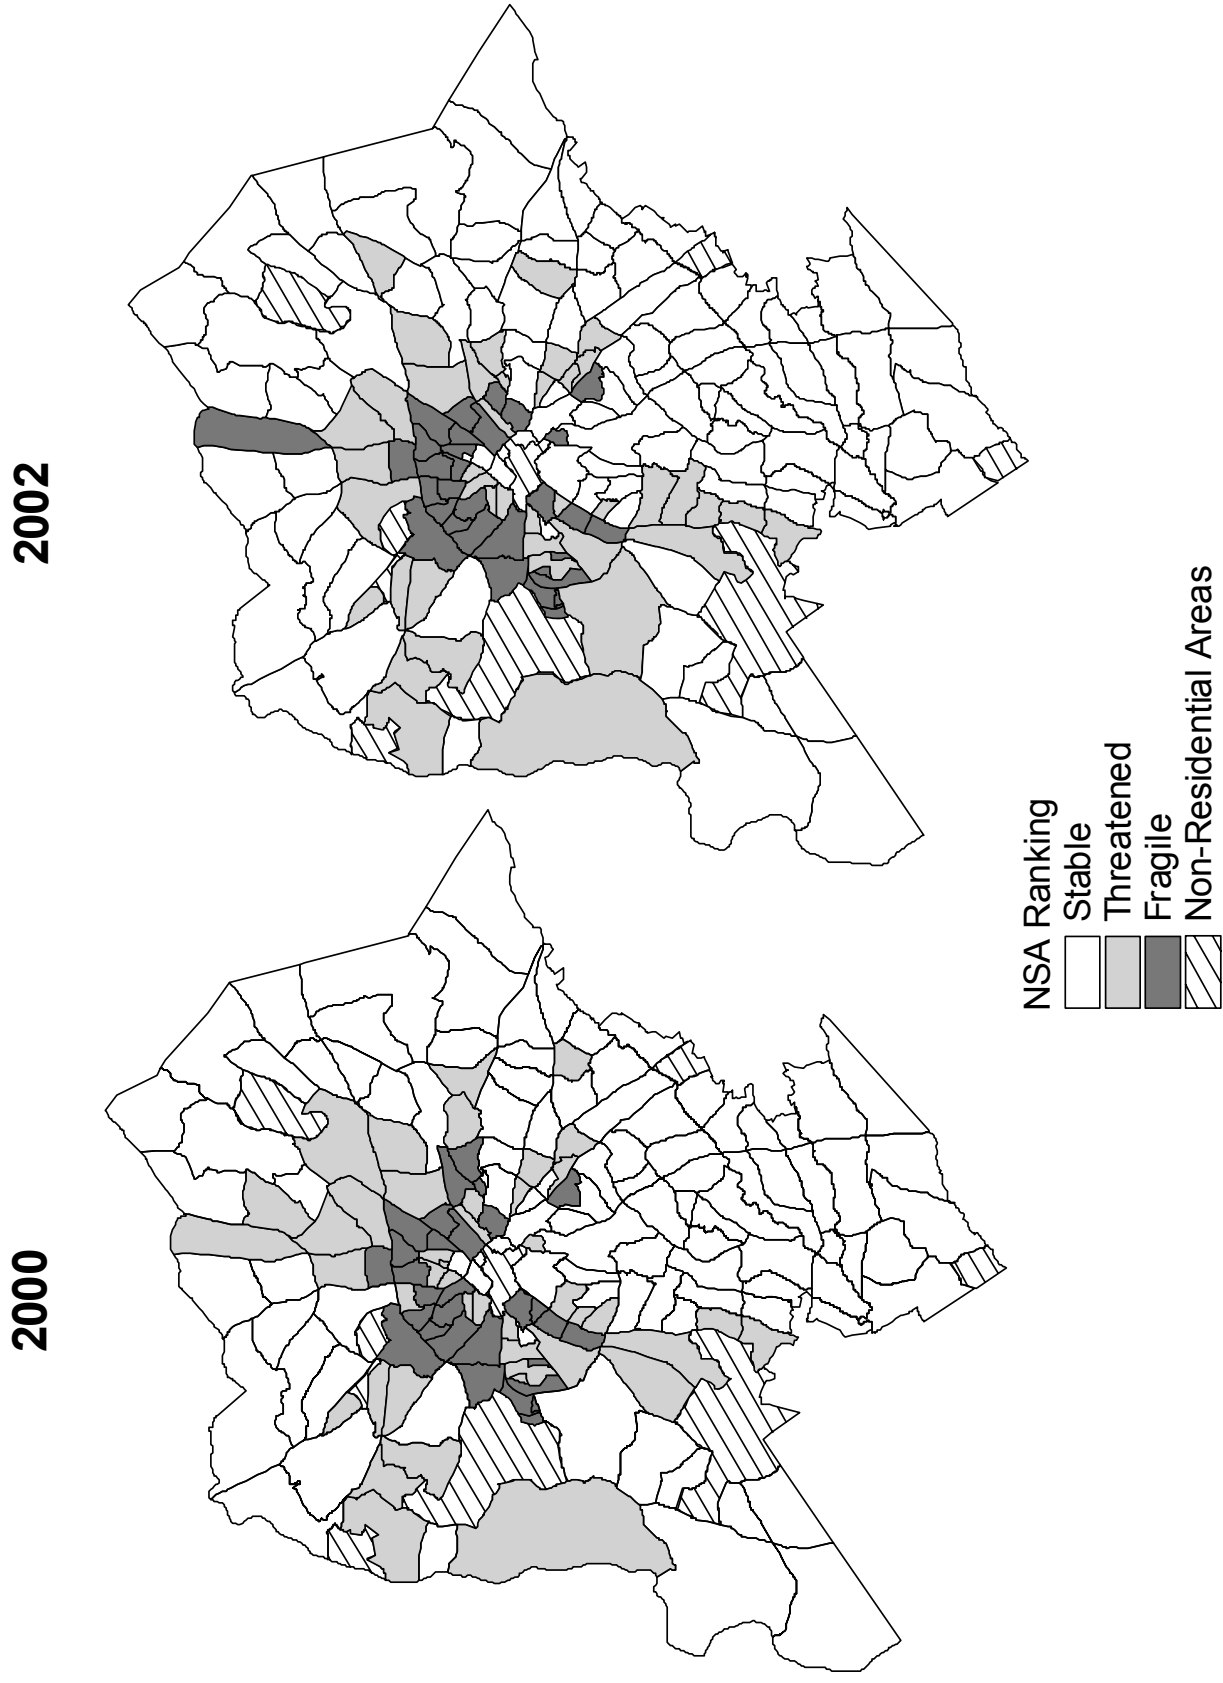 2000
2002
NSA Ranking
Stable
Threatened
Fragile
Non-Residential Areas